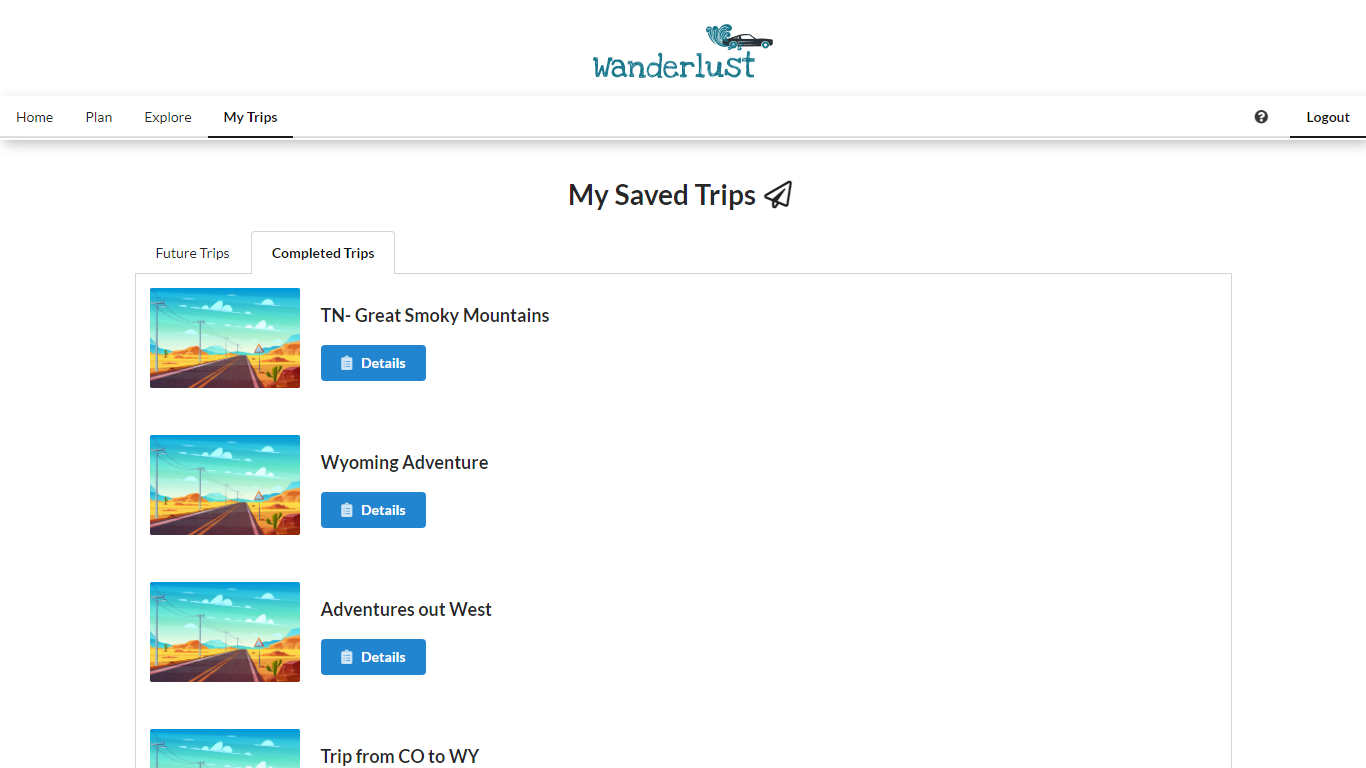 wanderlust
Home Plan Explore My Trips Logout
My Saved Trips
Future Trips Completed Trips
TN- Great Smoky Mountains
Details
Wyoming Adventure
Details
Adventures out West
Details
Trip from CO to WY